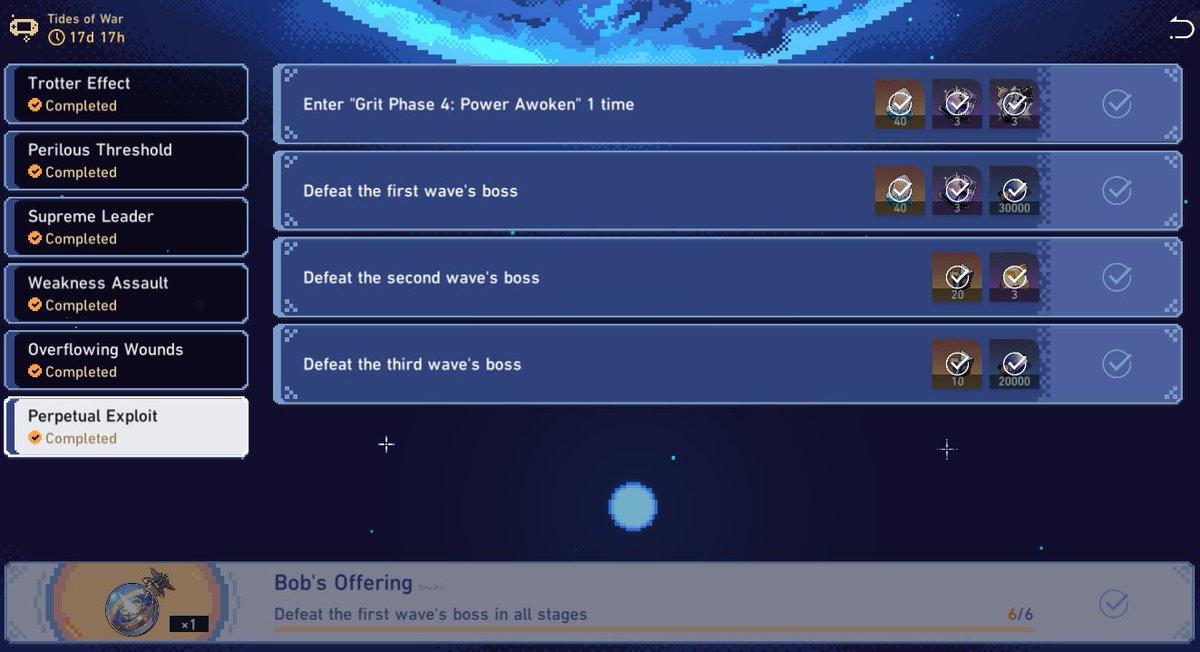 Tides of War
17d 17h
Trotter Effect
Completed
Perilous Threshold
Completed
Supreme Leader
Completed
Weakness Assault
Completed
Overflowing Wounds
Completed
Perpetual Exploit
Completed
Enter "Grit Phase 4: Power Awoken" 1 time
40 3 3
Defeat the first wave's boss
40 3 30000
Defeat the second wave's boss
20 3
Defeat the third wave's boss
10 20000
×1
Bob's Offering
Defeat the first wave's boss in all stages 6/6